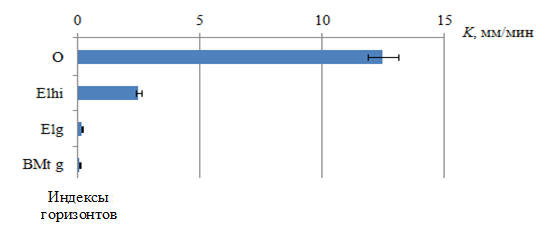 0
5
10
15
K, мм/мин
O
Elhi
Elg
BMt g
Индексы
горизонтов